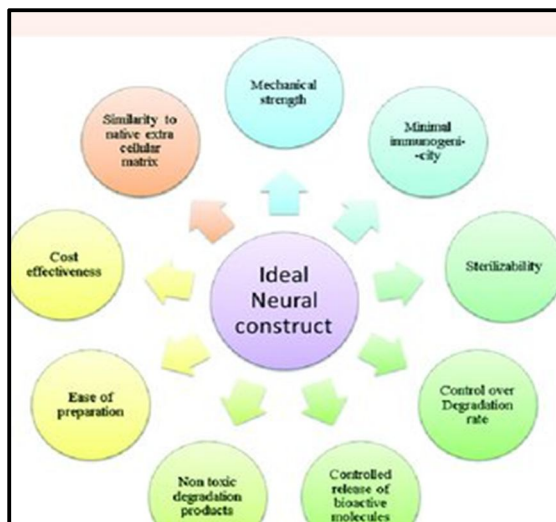 Mechanical
strength
Minimal
immunogeni-
-city
Sterilizability
Control over
Degradation
rate
Controlled
release of
bioactive
molecules
Non toxic
degradation
products
Ease of
preparation
Cost
effectiveness
Similarity to
native extra
cellular
matrix
Ideal
Neural
construct